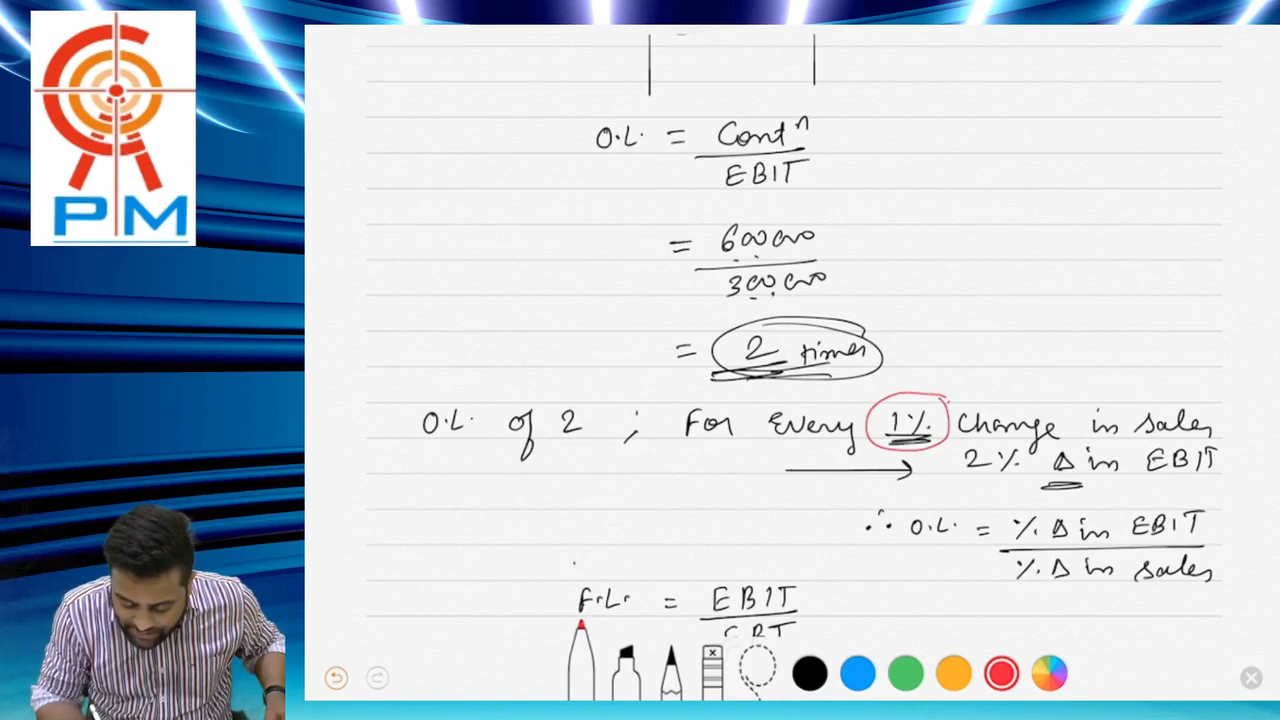 PM
O.L. = Contⁿ
EBIT
= 600000
300000
= 2 times
O.L. of 2 ; For Every 1% Change in sales
2% Δ in EBIT
∴ O.L. = % Δ in EBIT
% Δ in sales
F.L. = EBIT